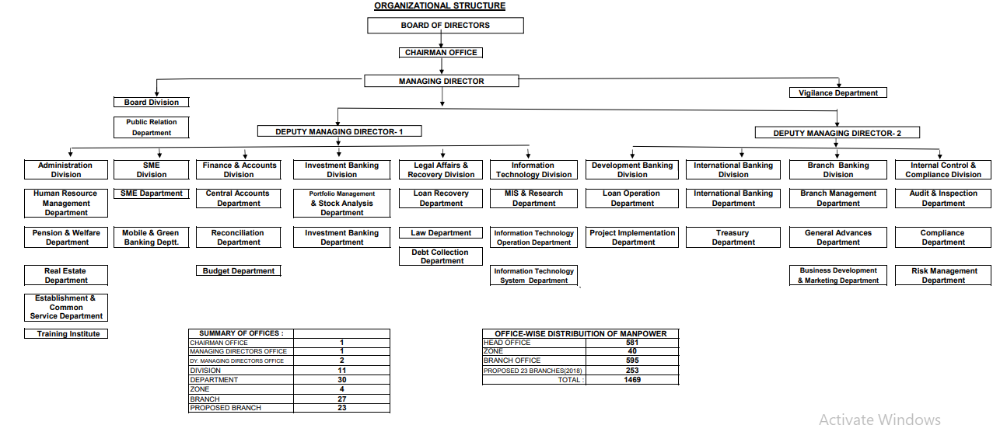 ORGANIZATIONAL STRUCTURE
BOARD OF DIRECTORS
CHAIRMAN OFFICE
MANAGING DIRECTOR
Board Division
Vigilance Department
Public Relation
Department
DEPUTY MANAGING DIRECTOR- 1
DEPUTY MANAGING DIRECTOR- 2
Administration
Division
SME
Division
Finance & Accounts
Division
Investment Banking
Division
Legal Affairs &
Recovery Division
Information
Technology Division
Development Banking
Division
International Banking
Division
Branch Banking
Division
Internal Control &
Compliance Division
Human Resource
Management
Department
SME Department
Central Accounts
Department
Portfolio Management
& Stock Analysis
Department
Loan Recovery
Department
MIS & Research
Department
Loan Operation
Department
International Banking
Department
Branch Management
Department
Audit & Inspection
Department
Pension & Welfare
Department
Mobile & Green
Banking Deptt.
Reconciliation
Department
Investment Banking
Department
Law Department
Information Technology
Operation Department
Project Implementation
Department
Treasury
Department
General Advances
Department
Compliance
Department
Debt Collection
Department
Real Estate
Department
Budget Department
Information Technology
System Department
Business Development
& Marketing Department
Risk Management
Department
Establishment &
Common
Service Department
Training Institute
SUMMARY OF OFFICES :
CHAIRMAN OFFICE 1
MANAGING DIRECTORS OFFICE 1
DY. MANAGING DIRECTORS OFFICE 2
DIVISION 11
DEPARTMENT 30
ZONE 4
BRANCH 27
PROPOSED BRANCH 23
OFFICE-WISE DISTRIBUITION OF MANPOWER
HEAD OFFICE 581
ZONE 40
BRANCH OFFICE 595
PROPOSED 23 BRANCHES(2018) 253
TOTAL : 1469
Activate Windows